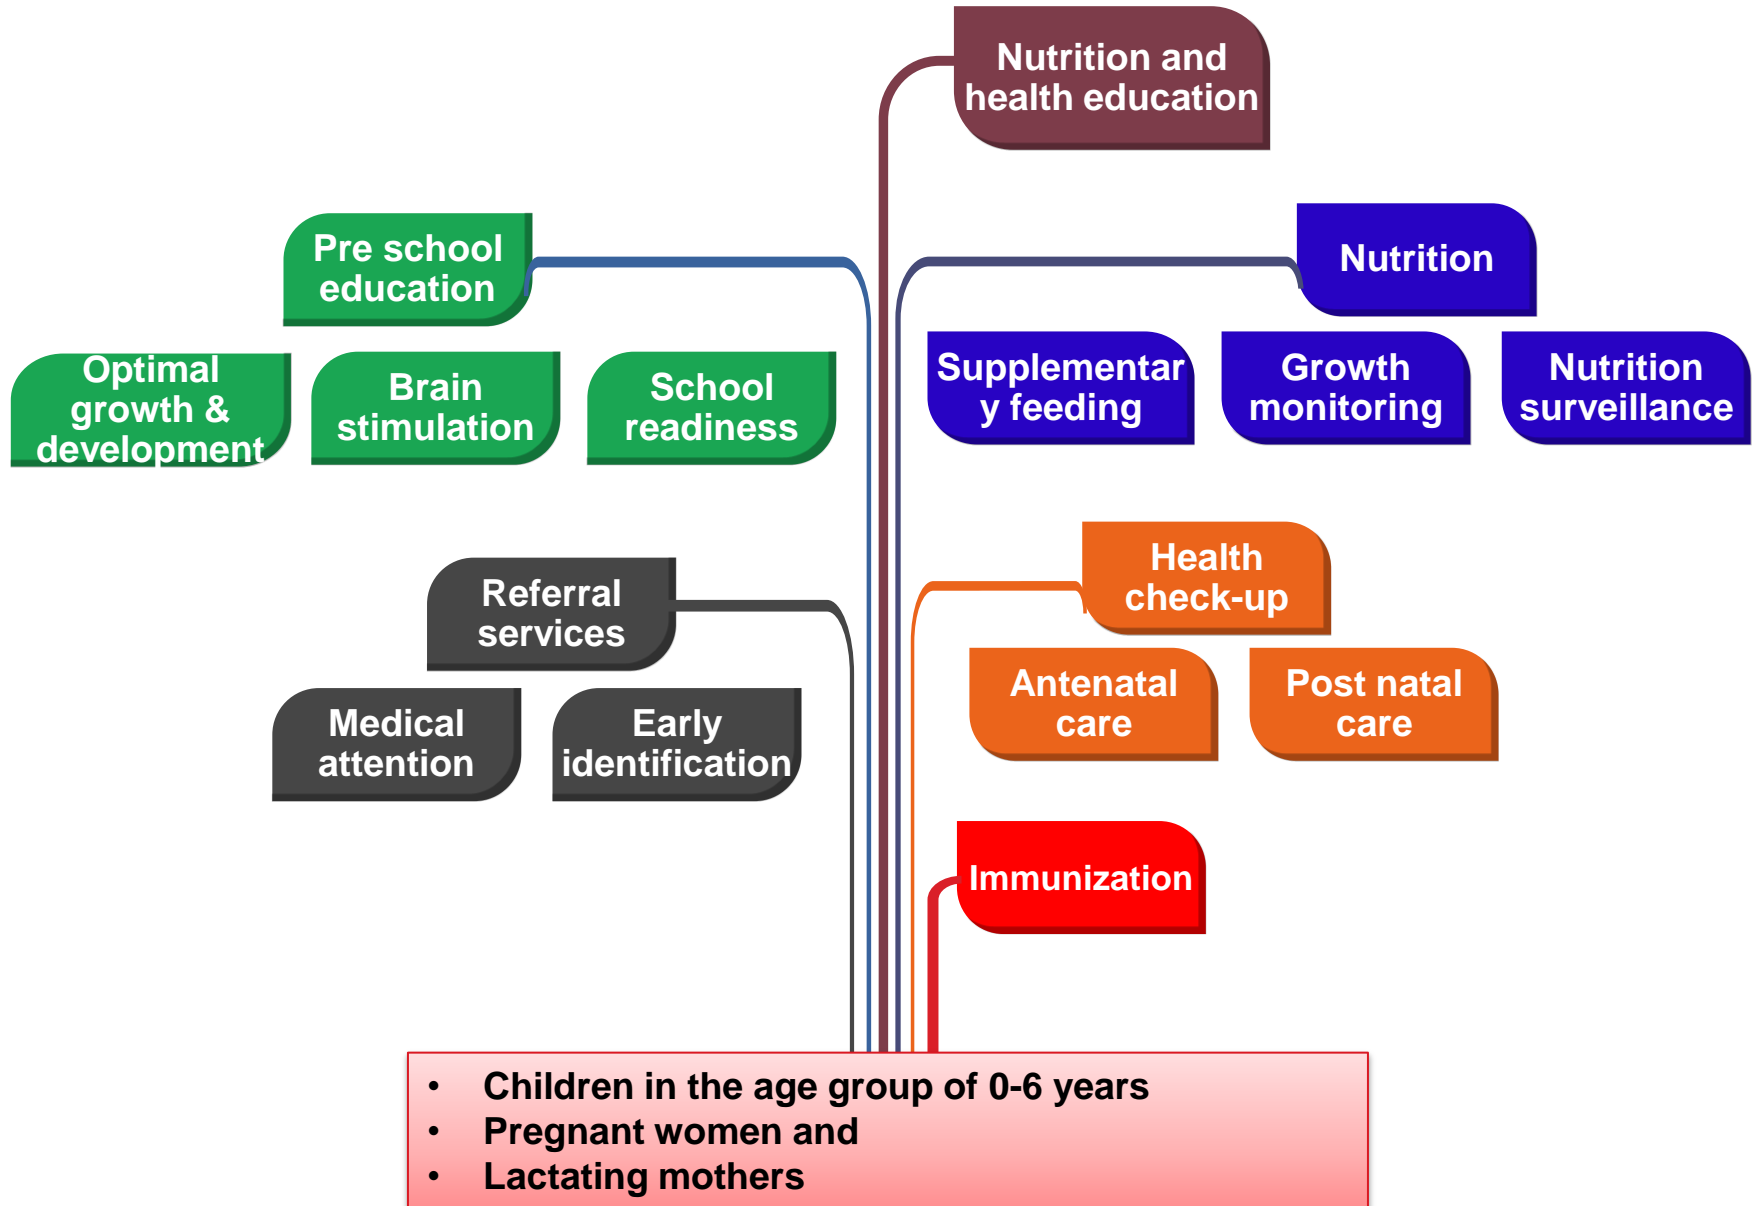 Nutrition and
health education
Pre school
education
Nutrition
Optimal
growth &
development
Brain
stimulation
School
readiness
Supplementar
y feeding
Growth
monitoring
Nutrition
surveillance
Referral
services
Health
check-up
Medical
attention
Early
identification
Antenatal
care
Post natal
care
Immunization
• Children in the age group of 0-6 years
• Pregnant women and
• Lactating mothers